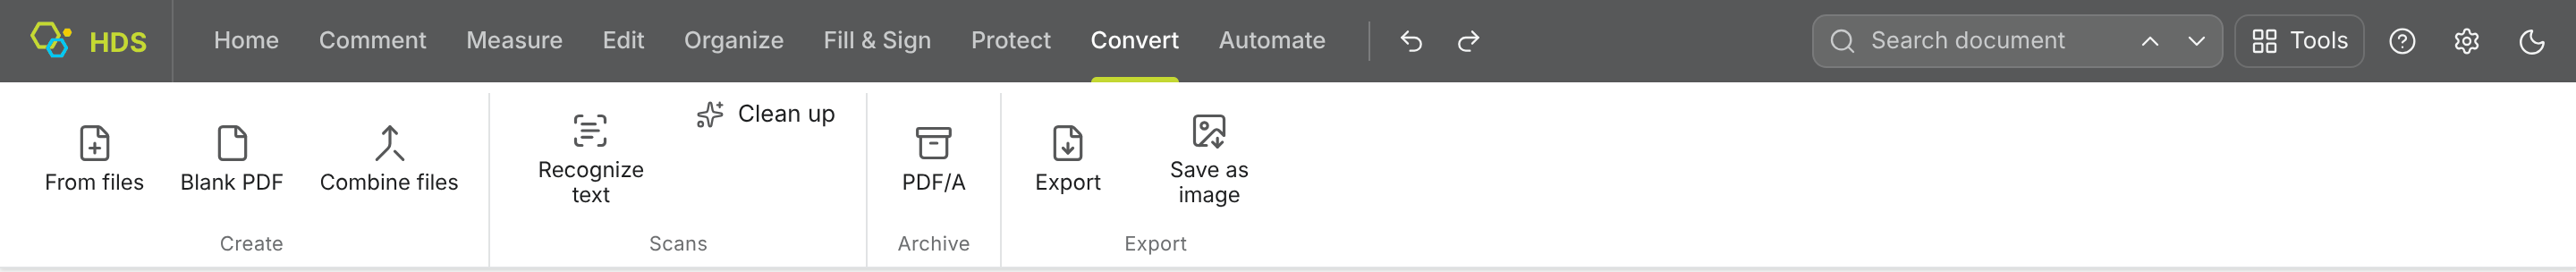 HDS
Home Comment Measure Edit Organize Fill & Sign Protect Convert Automate
Search document
Tools
From files
Blank PDF
Combine files
Create
Recognize
text
Clean up
Scans
PDF/A
Archive
Export
Save as
image
Export